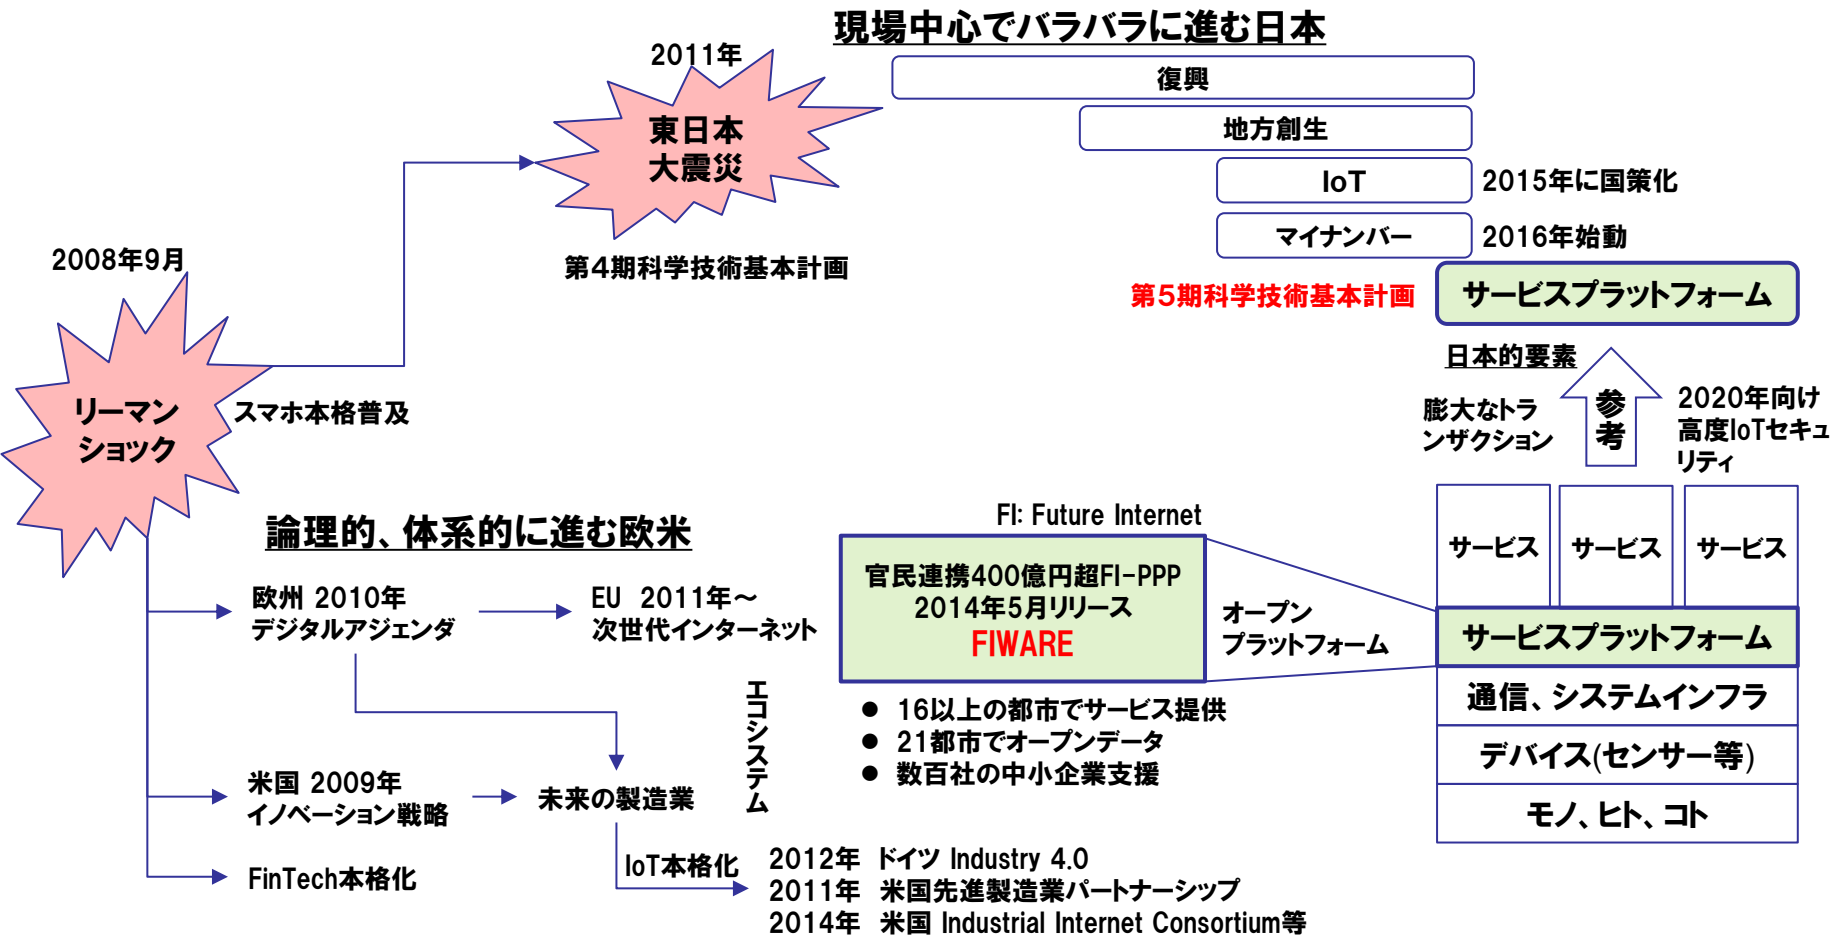 現場中心でバラバラに進む日本
2011年
東日本
大震災
第4期科学技術基本計画
復興
地方創生
IoT
2015年に国策化
マイナンバー
2016年始動
第5期科学技術基本計画
サービスプラットフォーム
2008年9月
リーマン
ショック
スマホ本格普及
日本的要素
膨大なトラ
ンザクション
参
考
2020年向け
高度IoTセキュ
リティ
論理的、体系的に進む欧米
欧州 2010年
デジタルアジェンダ
EU 2011年～
次世代インターネット
FI: Future Internet
官民連携400億円超FI-PPP
2014年5月リリース
FIWARE
オープン
プラットフォーム
サービス
サービス
サービス
サービスプラットフォーム
通信、システムインフラ
デバイス(センサー等)
モノ、ヒト、コト
エコシステム
● 16以上の都市でサービス提供
● 21都市でオープンデータ
● 数百社の中小企業支援
米国 2009年
イノベーション戦略
未来の製造業
FinTech本格化
IoT本格化
2012年 ドイツ Industry 4.0
2011年 米国先進製造業パートナーシップ
2014年 米国 Industrial Internet Consortium等